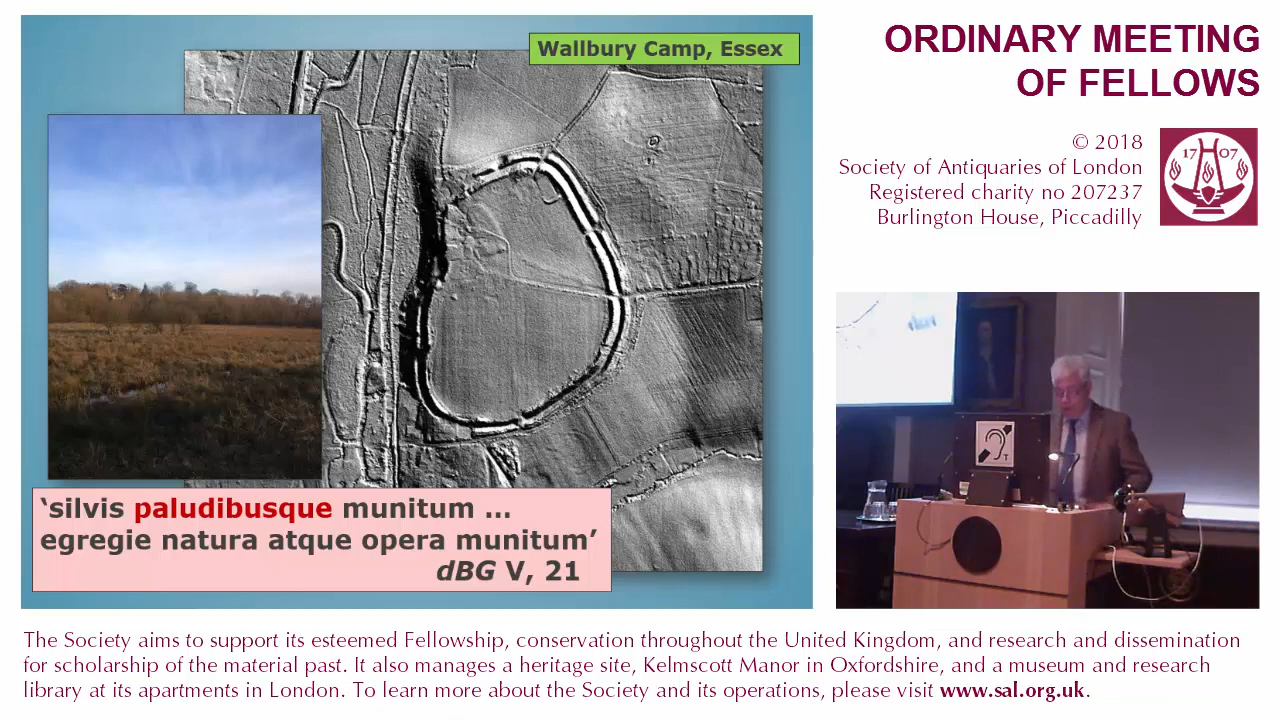 Wallbury Camp, Essex
'silvis paludibusque munitum ...
egregie natura atque opera munitum'
dBG V, 21
ORDINARY MEETING
OF FELLOWS
© 2018
Society of Antiquaries of London
Registered charity no 207237
Burlington House, Piccadilly
17 07
T
The Society aims to support its esteemed Fellowship, conservation throughout the United Kingdom, and research and dissemination
for scholarship of the material past. It also manages a heritage site, Kelmscott Manor in Oxfordshire, and a museum and research
library at its apartments in London. To learn more about the Society and its operations, please visit www.sal.org.uk.